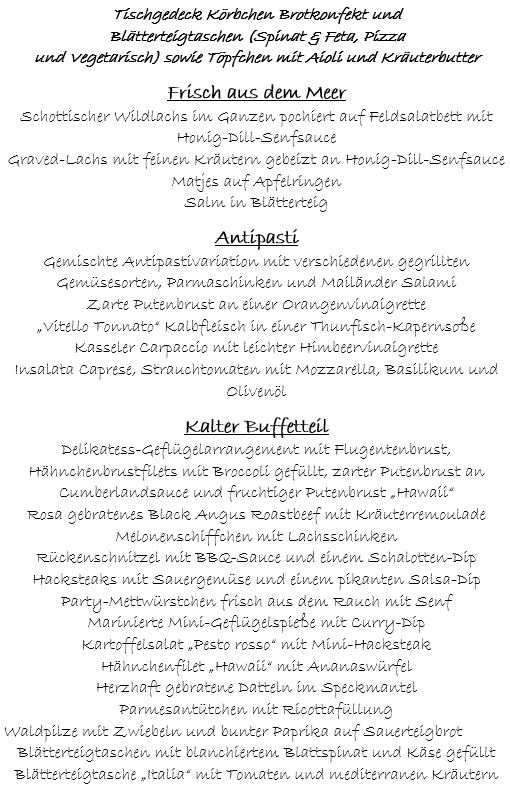 Tischgedeck Körbchen Brotkonfekt und
Blätterteigtaschen (Spinat & Feta, Pizza
und Vegetarisch) sowie Töpfchen mit Aioli und Kräuterbutter
Frisch aus dem Meer
Schottischer Wildlachs im Ganzen pochiert auf Feldsalatbett mit
Honig-Dill-Senfsauce
Graved-Lachs mit feinen Kräutern gebeizt an Honig-Dill-Senfsauce
Matjes auf Apfelringen
Salm in Blätterteig
Antipasti
Gemischte Antipastivariation mit verschiedenen gegrillten
Gemüsesorten, Parmaschinken und Mailänder Salami
Zarte Putenbrust an einer Orangenvinaigrette
„Vitello Tonnato“ Kalbfleisch in einer Thunfisch-Kapernsoße
Kasseler Carpaccio mit leichter Himbeervinaigrette
Insalata Caprese, Strauchtomaten mit Mozzarella, Basilikum und
Olivenöl
Kalter Buffetteil
Delikatess-Geflügelarrangement mit Flugentenbrust,
Hähnchenbrustfilets mit Broccoli gefüllt, zarter Putenbrust an
Cumberlandsauce und fruchtiger Putenbrust „Hawaii“
Rosa gebratenes Black Angus Roastbeef mit Kräuterremoulade
Melonenschiffchen mit Lachsschinken
Rückenschnitzel mit BBQ-Sauce und einem Schalotten-Dip
Hacksteaks mit Sauergemüse und einem pikanten Salsa-Dip
Party-Mettwürstchen frisch aus dem Rauch mit Senf
Marinierte Mini-Geflügelspieße mit Curry-Dip
Kartoffelsalat „Pesto rosso“ mit Mini-Hacksteak
Hähnchenfilet „Hawaii“ mit Ananaswürfel
Herzhaft gebratene Datteln im Speckmantel
Parmesantütchen mit Ricottafüllung
Waldpilze mit Zwiebeln und bunter Paprika auf Sauerteigbrot
Blätterteigtaschen mit blanchiertem Blattspinat und Käse gefüllt
Blätterteigtasche „Italia“ mit Tomaten und mediterranen Kräutern